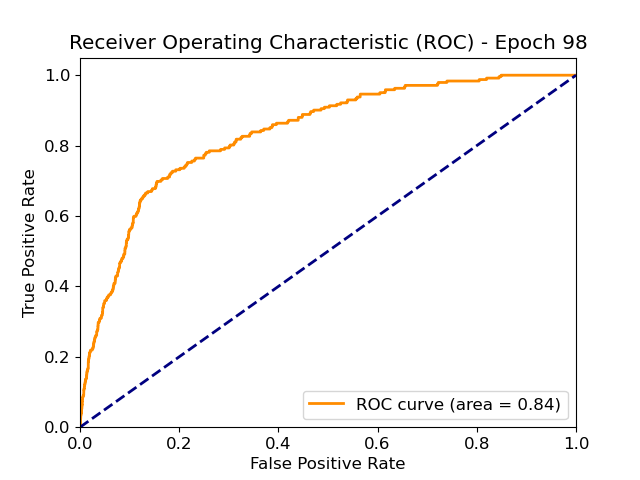 Receiver Operating Characteristic (ROC) - Epoch 98
1.0
0.8
0.6
0.4
0.2
0.0
True Positive Rate
ROC curve (area = 0.84)
0.0 0.2 0.4 0.6 0.8 1.0
False Positive Rate